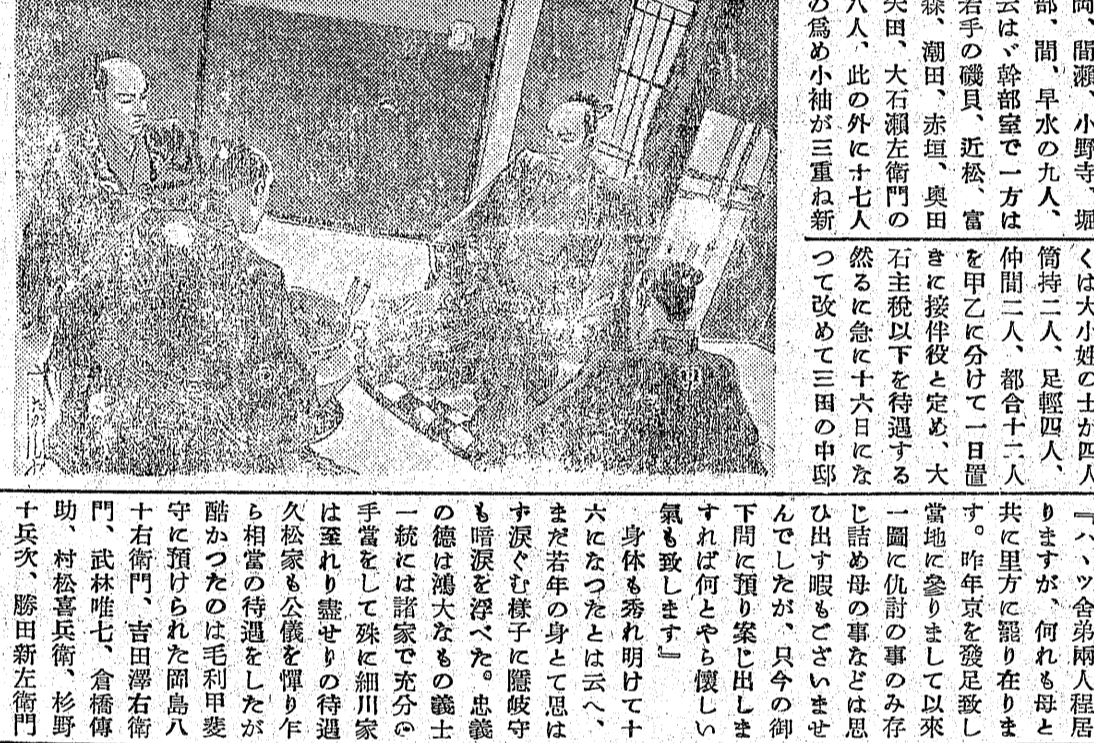 岡、間瀬、小野寺、堀
部、間、早水の九人、
云はゞ幹部室で一方は
若手の磯貝、近松、富
森、潮田、赤垣、奥田
矢田、大石瀬左衛門の
八人、此の外に十七人
の爲め小袖が三重ね新
くは大小姓の士が四人
筒持二人、足輕四人、
仲間二人、都合十二人
を甲乙に分けて一日置
きに接伴役と定め、大
石主税以下を待遇する
然るに急に十六日にな
つて改めて三田の中邸
『ハヽツ舍弟兩人程居
りますが、何れも母と
共に里方に罷り在りま
す。昨年京を發足致し
當地に參りまして以來
一圖に仇討の事のみ存
じ詰め母の事などは思
ひ出す暇もございませ
んでしたが、只今の御
下問に預り案じ出しま
すれば何とやら懐しい
氣も致します』
身体も秀れ明けて十
六になつたとは云へ、
まだ若年の身とて思は
ず涙ぐむ樣子に隱岐守
も暗涙を浮べた。忠義
の德は鴻大なもの義士
一統には諸家で充分の
手當をして殊に細川家
は至れり盡せりの待遇
久松家も公儀を憚り乍
ら相當の待遇をしたが
酷かつたのは毛利甲斐
守に預けられた岡島八
十右衛門、吉田澤右衛
門、武林唯七、倉橋傳
助、村松喜兵衛、杉野
十兵次、勝田新左衛門